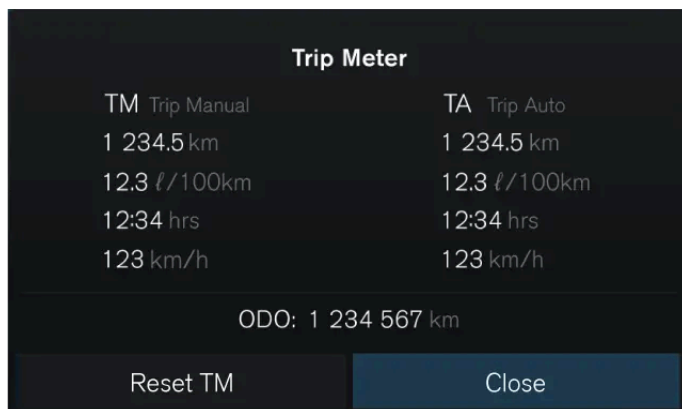 Trip Meter
TM Trip Manual
1 234.5 km
12.3 ℓ/100km
12:34 hrs
123 km/h
TA Trip Auto
1 234.5 km
12.3 ℓ/100km
12:34 hrs
123 km/h
ODO: 1 234 567 km
Reset TM
Close